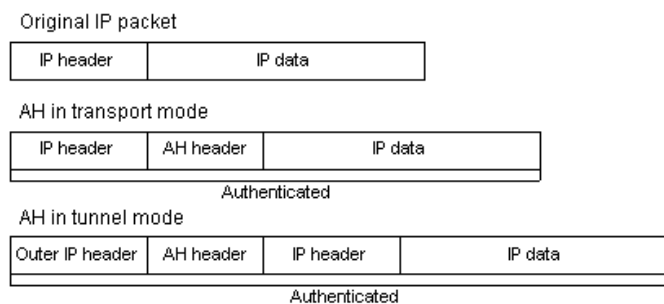 Original IP packet
IP header IP data
AH in transport mode
IP header AH header IP data
Authenticated
AH in tunnel mode
Outer IP header AH header IP header IP data
Authenticated